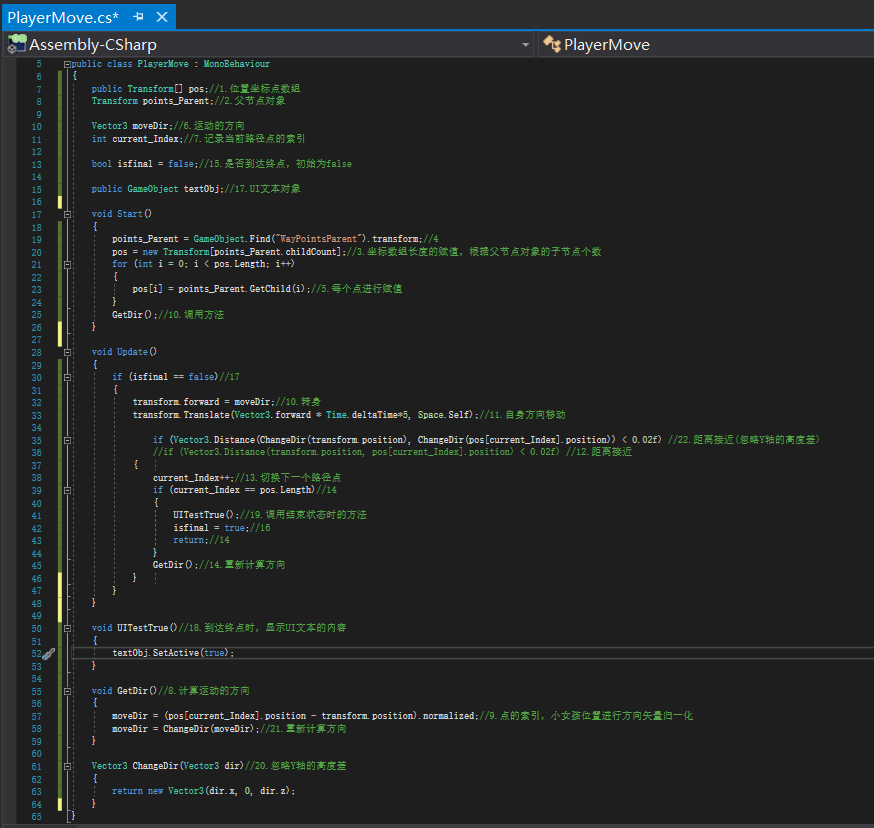 PlayerMove.cs*
Assembly-CSharp
PlayerMove
5 public class PlayerMove : MonoBehaviour
6 {
7 public Transform[] pos;//1.位置坐标点数组
8 Transform points_Parent;//2.父节点对象
9
10 Vector3 moveDir;//6.运动的方向
11 int current_Index;//7.记录当前路径点的索引
12
13 bool isfinal = false;//15.是否到达终点，初始为false
14
15 public GameObject textObj;//17.UI文本对象
16
17 void Start()
18 {
19 points_Parent = GameObject.Find("WayPointsParent").transform;//4
20 pos = new Transform[points_Parent.childCount];//3.坐标数组长度的赋值，根据父节点对象的子节点个数
21 for (int i = 0; i < pos.Length; i++)
22 {
23 pos[i] = points_Parent.GetChild(i);//5.每个点进行赋值
24 }
25 GetDir();//10.调用方法
26 }
27
28 void Update()
29 {
30 if (isfinal == false)//17
31 {
32 transform.forward = moveDir;//10.转身
33 transform.Translate(Vector3.forward * Time.deltaTime*5, Space.Self);//11.自身方向移动
34
35 if (Vector3.Distance(ChangeDir(transform.position), ChangeDir(pos[current_Index].position)) < 0.02f) //22.距离接近(忽略Y轴的高度差)
36 //if (Vector3.Distance(transform.position, pos[current_Index].position) < 0.02f) //12.距离接近
37 {
38 current_Index++;//13.切换下一个路径点
39 if (current_Index == pos.Length)//14
40 {
41 UITestTrue();//19.调用结束状态时的方法
42 isfinal = true;//16
43 return;//14
44 }
45 GetDir();//14.重新计算方向
46 }
47 }
48 }
49
50 void UITestTrue()//18.到达终点时，显示UI文本的内容
51 {
52 textObj.SetActive(true);
53 }
54
55 void GetDir()//8.计算运动的方向
56 {
57 moveDir = (pos[current_Index].position - transform.position).normalized;//9.点的索引，小女孩位置进行方向矢量归一化
58 moveDir = ChangeDir(moveDir);//21.重新计算方向
59 }
60
61 Vector3 ChangeDir(Vector3 dir)//20.忽略Y轴的高度差
62 {
63 return new Vector3(dir.x, 0, dir.z);
64 }
65 }